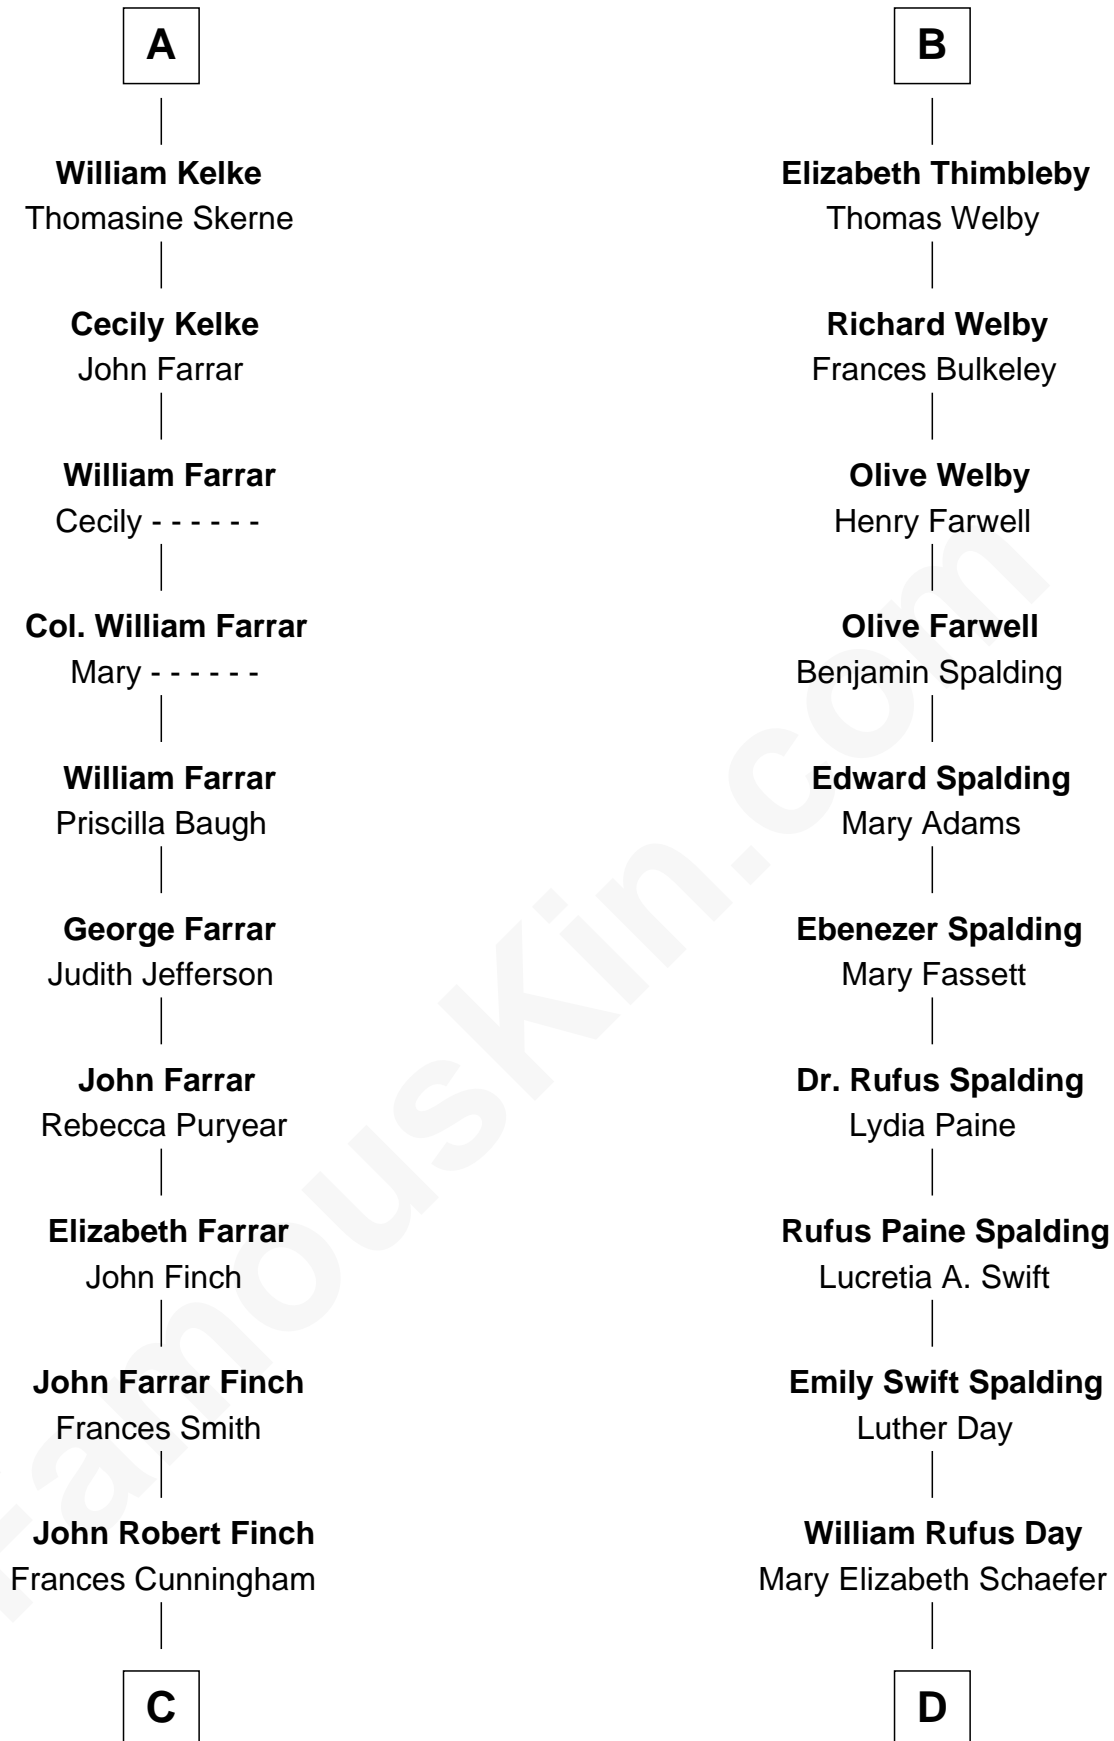 A
William Kelke
Thomasine Skerne
Cecily Kelke
John Farrar
William Farrar
Cecily - - - - - -
Col. William Farrar
Mary - - - - - -
William Farrar
Priscilla Baugh
George Farrar
Judith Jefferson
John Farrar
Rebecca Puryear
Elizabeth Farrar
John Finch
John Farrar Finch
Frances Smith
John Robert Finch
Frances Cunningham
C
B
Elizabeth Thimbleby
Thomas Welby
Richard Welby
Frances Bulkeley
Olive Welby
Henry Farwell
Olive Farwell
Benjamin Spalding
Edward Spalding
Mary Adams
Ebenezer Spalding
Mary Fassett
Dr. Rufus Spalding
Lydia Paine
Rufus Paine Spalding
Lucretia A. Swift
Emily Swift Spalding
Luther Day
William Rufus Day
Mary Elizabeth Schaefer
D
FamousKin.com